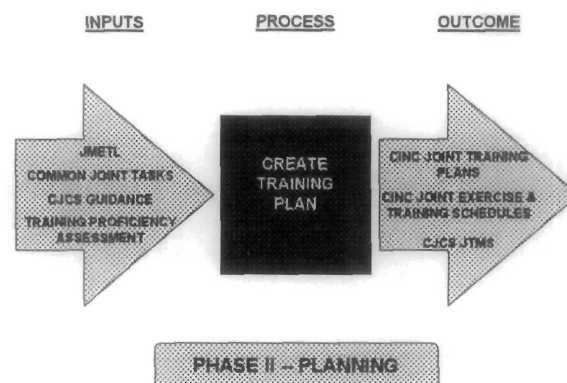 INPUTS
PROCESS
OUTCOME
JMETL
COMMON JOINT TASKS
CJCS GUIDANCE
TRAINING PROFICIENCY
ASSESSMENT
CREATE
TRAINING
PLAN
CINC JOINT TRAINING
PLANS
CINC JOINT EXERCISE &
TRAINING SCHEDULES
CJCS JTMS
PHASE II -- PLANNING